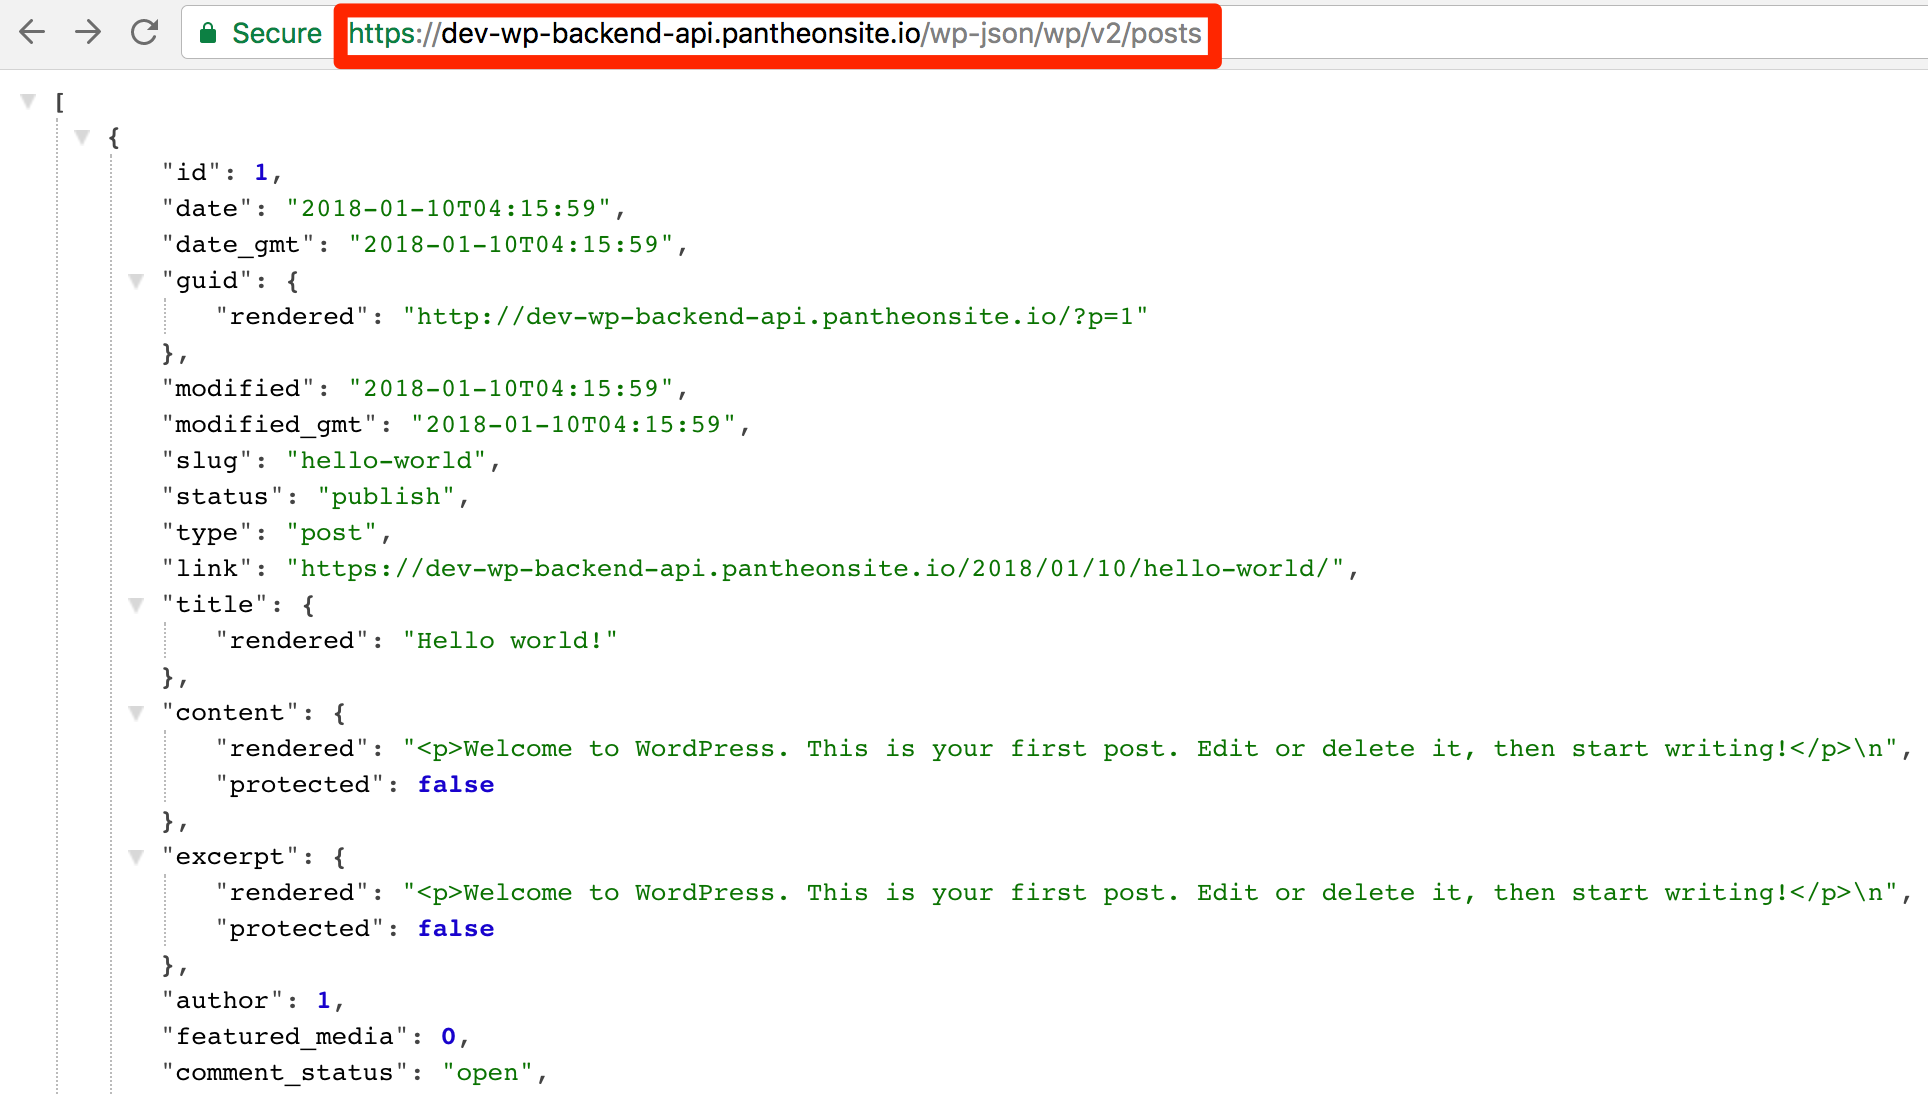 Secure https://dev-wp-backend-api.pantheonsite.io/wp-json/wp/v2/posts
[
{
"id": 1,
"date": "2018-01-10T04:15:59",
"date_gmt": "2018-01-10T04:15:59",
"guid": {
"rendered": "http://dev-wp-backend-api.pantheonsite.io/?p=1"
},
"modified": "2018-01-10T04:15:59",
"modified_gmt": "2018-01-10T04:15:59",
"slug": "hello-world",
"status": "publish",
"type": "post",
"link": "https://dev-wp-backend-api.pantheonsite.io/2018/01/10/hello-world/",
"title": {
"rendered": "Hello world!"
},
"content": {
"rendered": "<p>Welcome to WordPress. This is your first post. Edit or delete it, then start writing!</p>\n",
"protected": false
},
"excerpt": {
"rendered": "<p>Welcome to WordPress. This is your first post. Edit or delete it, then start writing!</p>\n",
"protected": false
},
"author": 1,
"featured_media": 0,
"comment_status": "open",